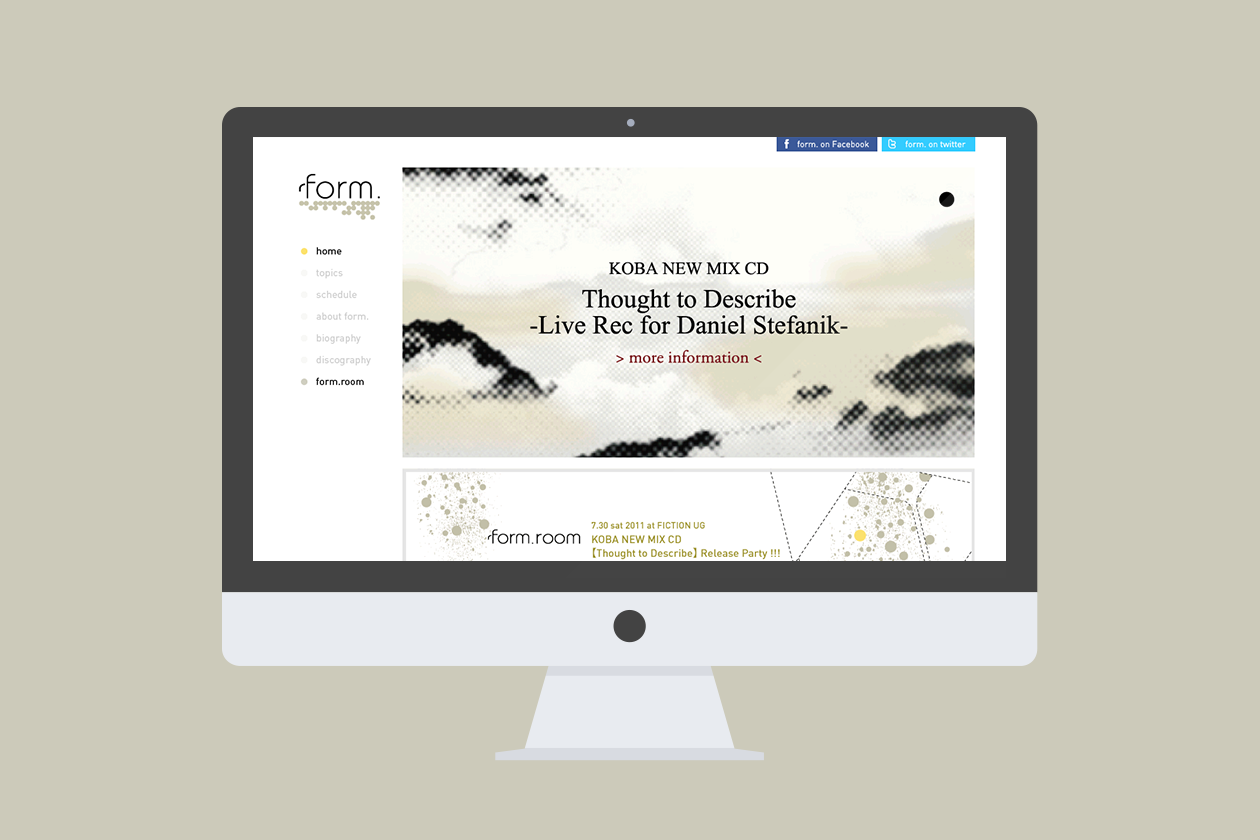 form. on Facebook
form. on twitter
form.
home
topics
schedule
about form.
biography
discography
form.room
KOBA NEW MIX CD
Thought to Describe
-Live Rec for Daniel Stefanik-
> more information <
form.room
7.30 sat 2011 at FICTION UG
KOBA NEW MIX CD
【Thought to Describe】 Release Party !!!